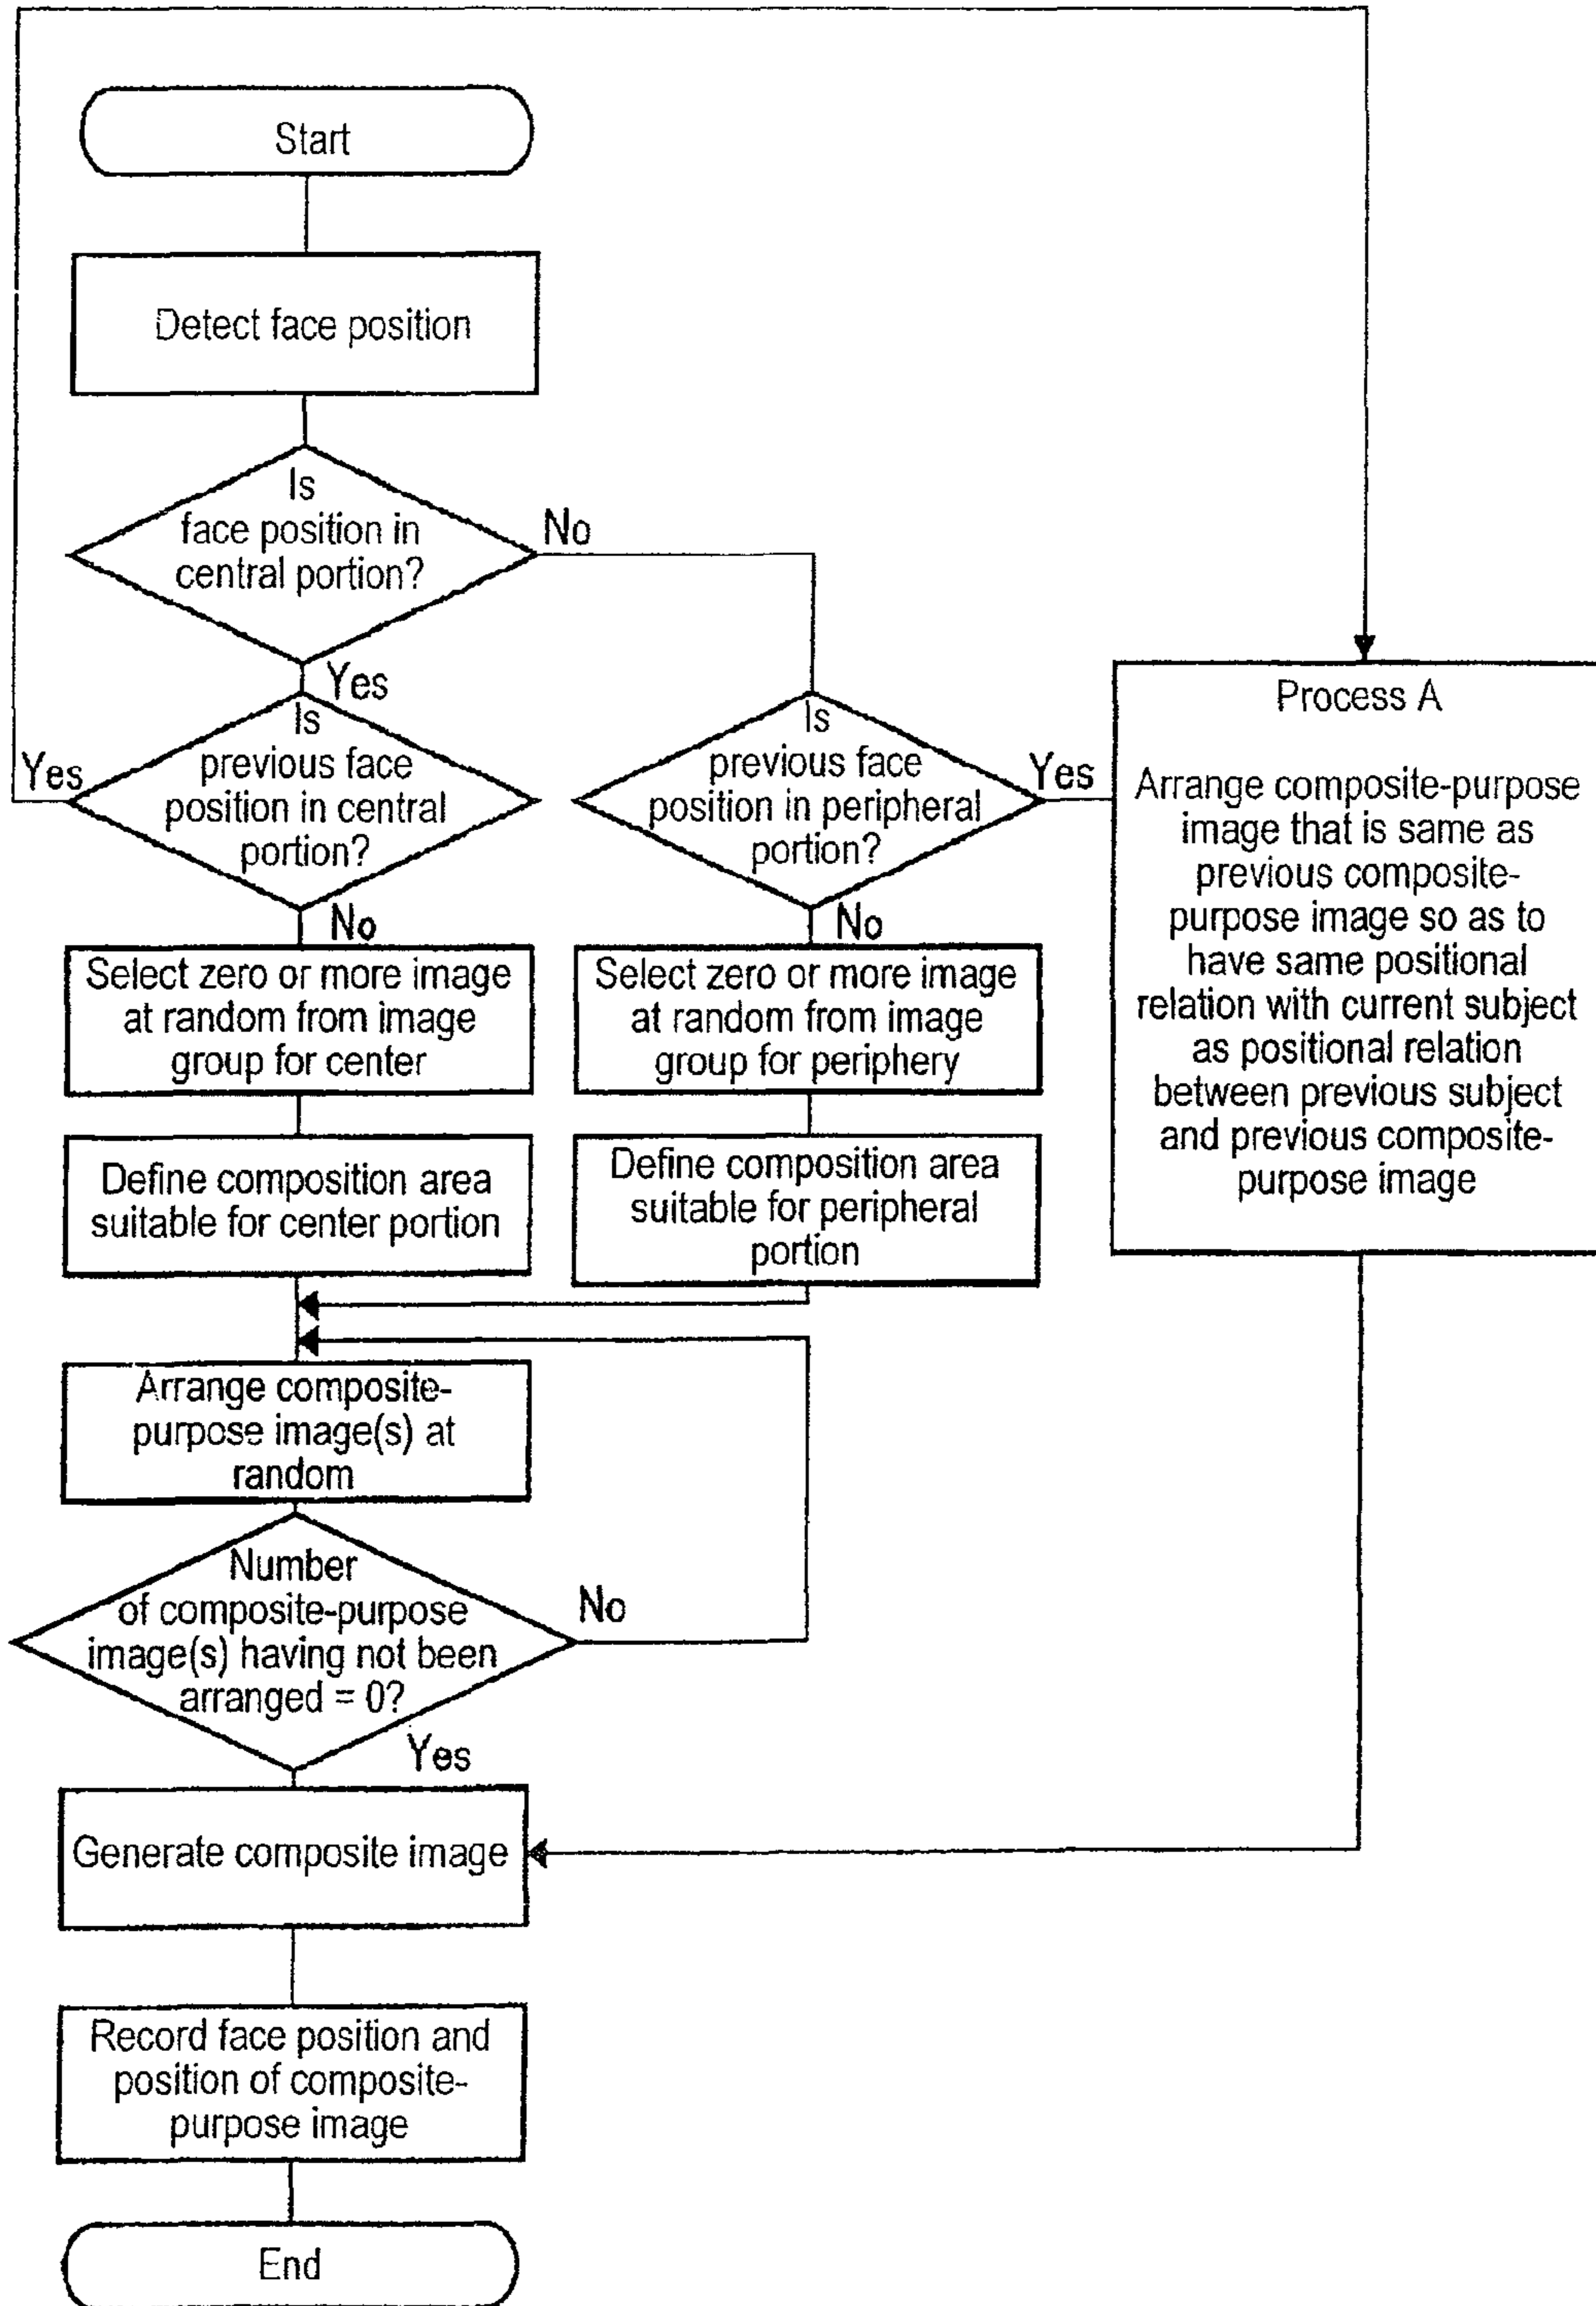 Start
Detect face position
Is
face position in
central portion?
No
Yes
Is
previous face
position in central
portion?
Yes
No
Is
previous face
position in peripheral
portion?
Yes
No
Process A
Arrange composite-purpose
image that is same as
previous composite-
purpose image so as to
have same positional
relation with current subject
as positional relation
between previous subject
and previous composite-
purpose image
Select zero or more image
at random from image
group for center
Select zero or more image
at random from image
group for periphery
Define composition area
suitable for center portion
Define composition area
suitable for peripheral
portion
Arrange composite-
purpose image(s) at
random
Number
of composite-purpose
image(s) having not been
arranged = 0?
No
Yes
Generate composite image
Record face position and
position of composite-
purpose image
End